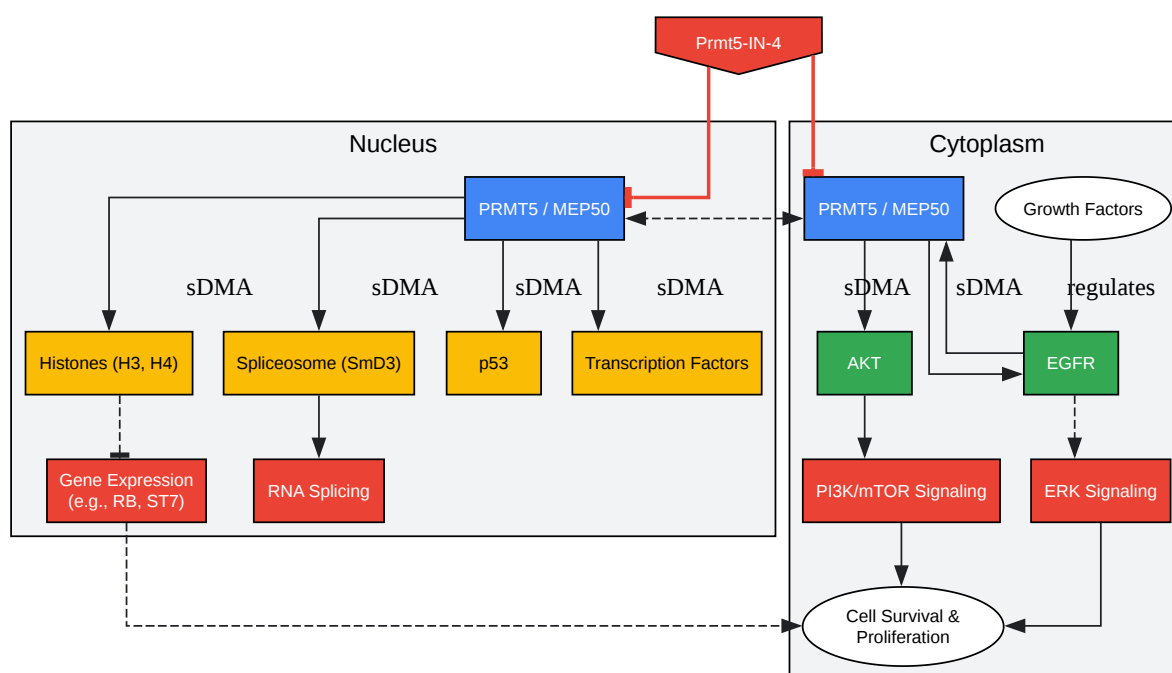 Prmt5-IN-4
Nucleus
Cytoplasm
PRMT5 / MEP50
PRMT5 / MEP50
Growth Factors
sDMA
sDMA
sDMA
sDMA
sDMA
sDMA
regulates
Histones (H3, H4)
Spliceosome (SmD3)
p53
Transcription Factors
AKT
EGFR
Gene Expression
(e.g., RB, ST7)
RNA Splicing
PI3K/mTOR Signaling
ERK Signaling
Cell Survival &
Proliferation